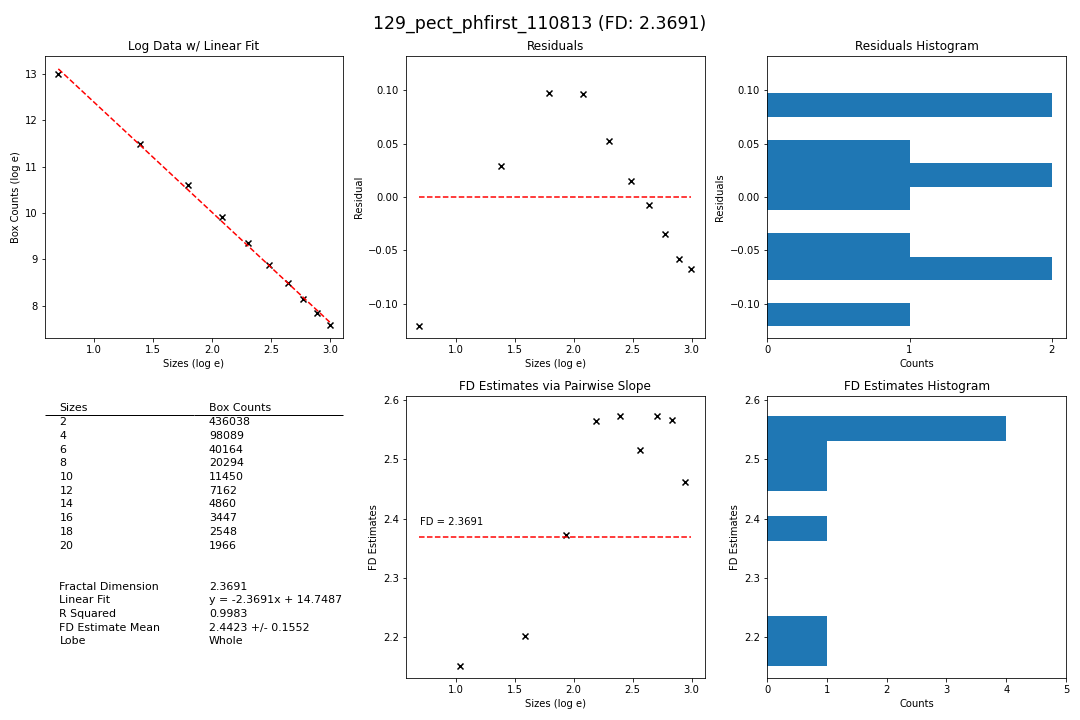 129_pect_phfirst_110813 (FD: 2.3691)
Log Data w/ Linear Fit
13
12
11
10
9
8
Box Counts (log e)
1.0 1.5 2.0 2.5 3.0
Sizes (log e)
Residuals
0.10
0.05
0.00
−0.05
−0.10
Residual
1.0 1.5 2.0 2.5 3.0
Sizes (log e)
Residuals Histogram
0.10
0.05
0.00
−0.05
−0.10
Residuals
0 1 2
Counts
Sizes Box Counts
2 436038
4 98089
6 40164
8 20294
10 11450
12 7162
14 4860
16 3447
18 2548
20 1966
Fractal Dimension 2.3691
Linear Fit y = -2.3691x + 14.7487
R Squared 0.9983
FD Estimate Mean 2.4423 +/- 0.1552
Lobe Whole
FD Estimates via Pairwise Slope
2.6
2.5
2.4
2.3
2.2
FD Estimates
FD = 2.3691
1.0 1.5 2.0 2.5 3.0
Sizes (log e)
FD Estimates Histogram
2.6
2.5
2.4
2.3
2.2
FD Estimates
0 1 2 3 4 5
Counts